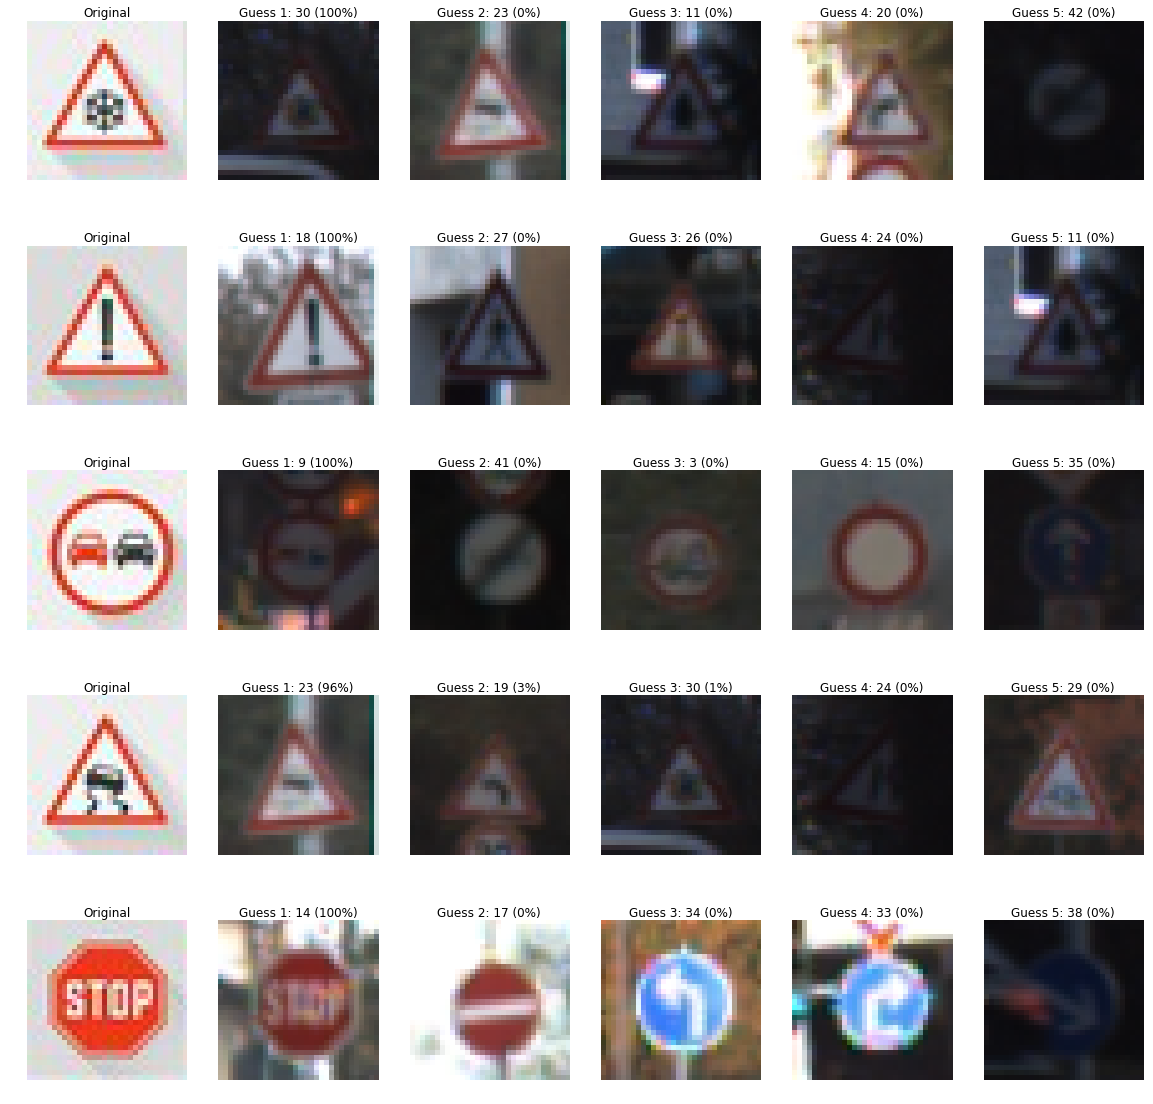 Original Guess 1: 30 (100%) Guess 2: 23 (0%) Guess 3: 11 (0%) Guess 4: 20 (0%) Guess 5: 42 (0%)
Original Guess 1: 18 (100%) Guess 2: 27 (0%) Guess 3: 26 (0%) Guess 4: 24 (0%) Guess 5: 11 (0%)
Original Guess 1: 9 (100%) Guess 2: 41 (0%) Guess 3: 3 (0%) Guess 4: 15 (0%) Guess 5: 35 (0%)
Original Guess 1: 23 (96%) Guess 2: 19 (3%) Guess 3: 30 (1%) Guess 4: 24 (0%) Guess 5: 29 (0%)
Original Guess 1: 14 (100%) Guess 2: 17 (0%) Guess 3: 34 (0%) Guess 4: 33 (0%) Guess 5: 38 (0%)
STOP STOP